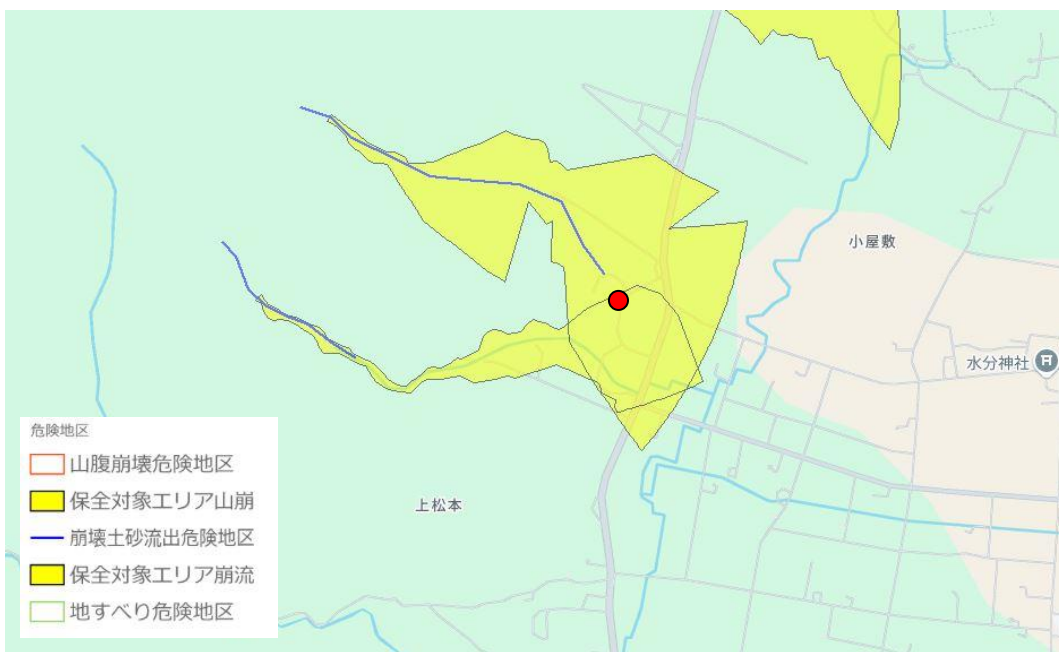 小屋敷
水分神社
上松本
危険地区
山腹崩壊危険地区
保全対象エリア山崩
崩壊土砂流出危険地区
保全対象エリア崩流
地すべり危険地区